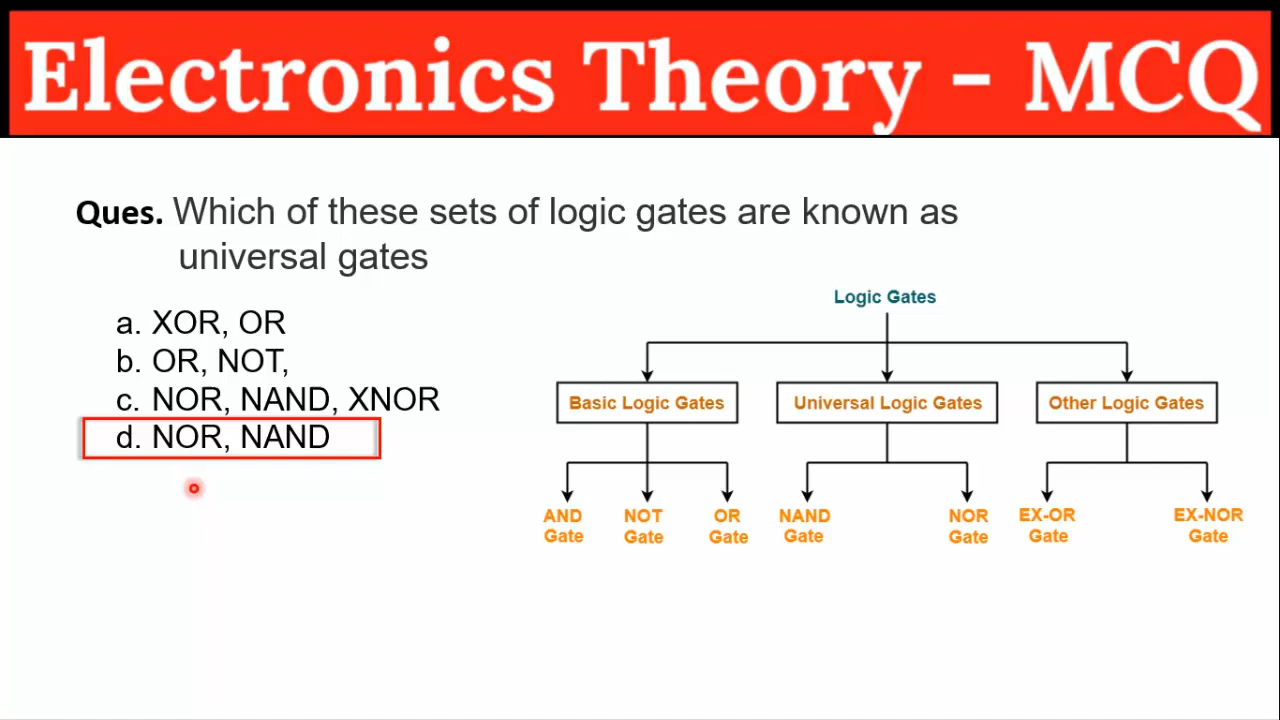 Electronics Theory - MCQ
Ques. Which of these sets of logic gates are known as
universal gates
a. XOR, OR
b. OR, NOT,
c. NOR, NAND, XNOR
d. NOR, NAND
Logic Gates
Basic Logic Gates
Universal Logic Gates
Other Logic Gates
AND
Gate
NOT
Gate
OR
Gate
NAND
Gate
NOR
Gate
EX-OR
Gate
EX-NOR
Gate